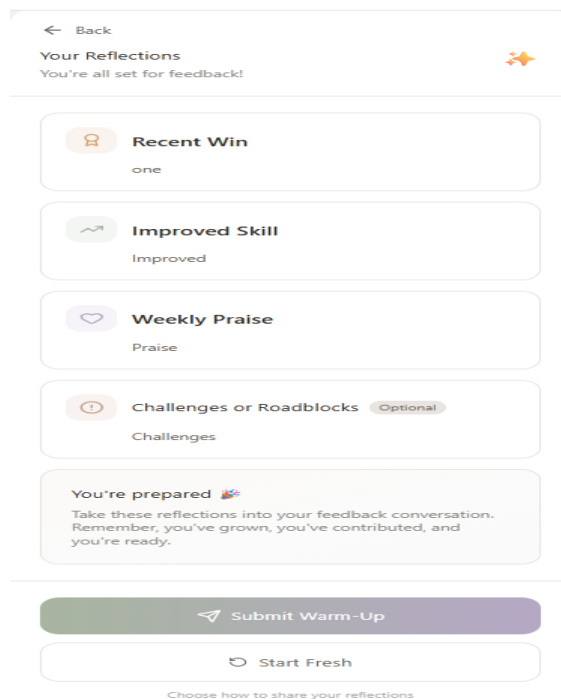 Back
Your Reflections
You're all set for feedback!
Recent Win
one
Improved Skill
Improved
Weekly Praise
Praise
Challenges or Roadblocks Optional
Challenges
You're prepared 🎉
Take these reflections into your feedback conversation.
Remember, you've grown, you've contributed, and
you're ready.
Submit Warm-Up
Start Fresh
Choose how to share your reflections